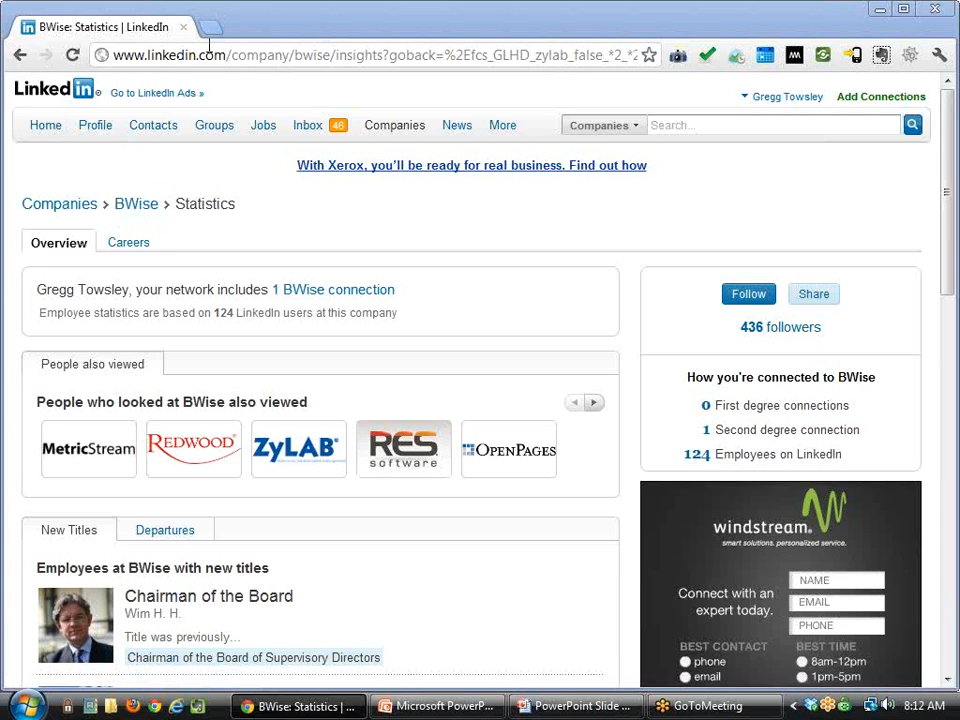 BWise: Statistics | LinkedIn
www.linkedin.com/company/bwise/insights?goback=%2Efcs_GLHD_zylab_false_*2_*2
Linked in
Go to LinkedIn Ads »
Gregg Towsley
Add Connections
Home
Profile
Contacts
Groups
Jobs
Inbox 46
Companies
News
More
Companies
Search...
With Xerox, you'll be ready for real business. Find out how
Companies > BWise > Statistics
Overview
Careers
Gregg Towsley, your network includes 1 BWise connection
Employee statistics are based on 124 LinkedIn users at this company
Follow
Share
436 followers
People also viewed
People who looked at BWise also viewed
MetricStream
REDWOOD
ZyLAB
RES software
OPENPAGES
How you're connected to BWise
0 First degree connections
1 Second degree connection
124 Employees on LinkedIn
New Titles
Departures
Employees at BWise with new titles
Chairman of the Board
Wim H. H.
Title was previously...
Chairman of the Board of Supervisory Directors
windstream.
smart solutions. personalized service.
Connect with an
expert today.
NAME
EMAIL
PHONE
BEST CONTACT
BEST TIME
phone
8am-12pm
email
1pm-5pm
BWise: Statistics | ...
Microsoft PowerP...
PowerPoint Slide ...
GoToMeeting
8:12 AM